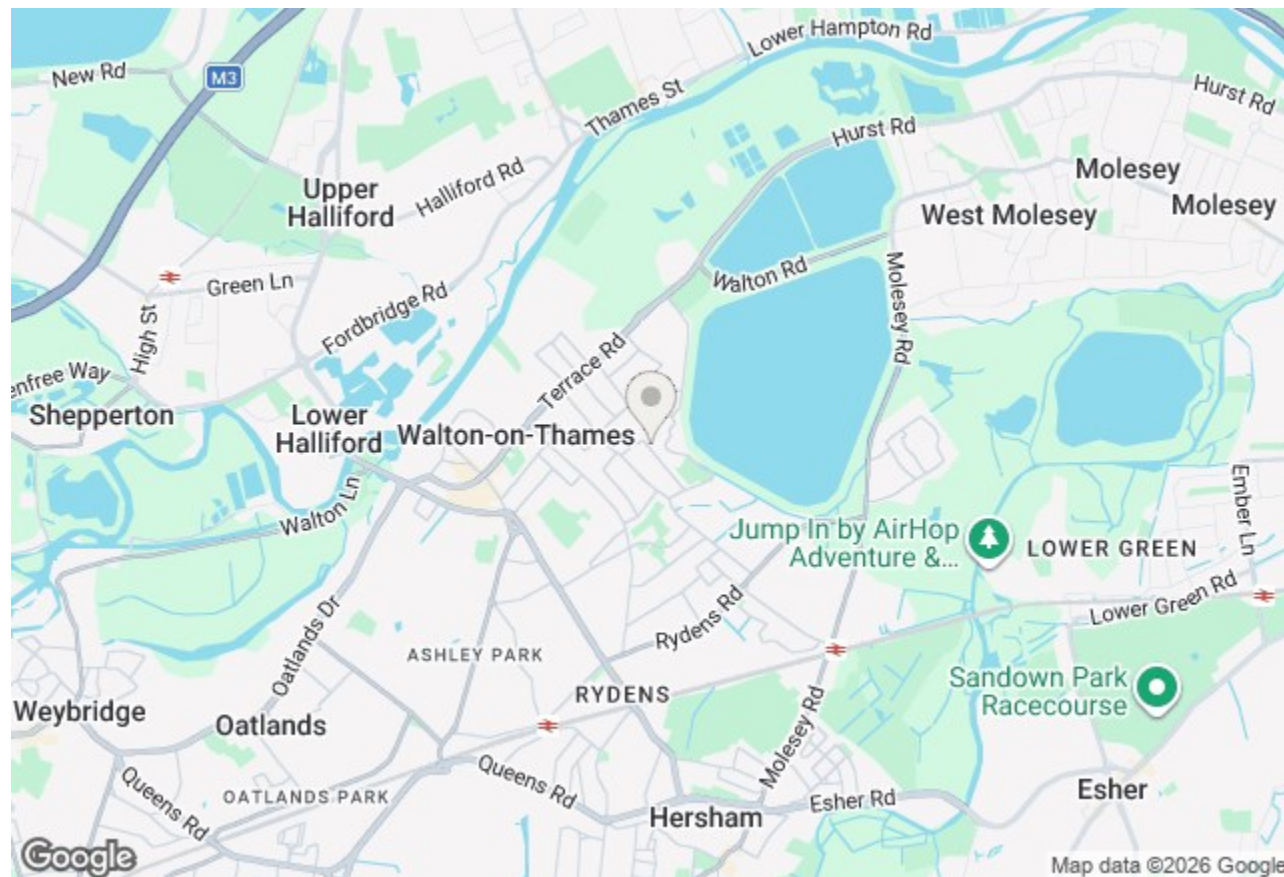 Lower Hampton Rd
New Rd
M3
Thames St
Hurst Rd
Hurst Rd
Halliford Rd
Upper
Halliford
Molesey
Molesey
West Molesey
Walton Rd
Molesey Rd
Green Ln
Fordbridge Rd
High St
Terrace Rd
enfree Way
Shepperton
Lower
Halliford
Walton-on-Thames
Walton Ln
Ember Ln
Jump In by AirHop
Adventure &...
LOWER GREEN
Lower Green Rd
Rydens Rd
Oatlands Dr
ASHLEY PARK
RYDENS
Sandown Park
Racecourse
Weybridge
Oatlands
Molesey Rd
Queens Rd
Queens Rd
OATLANDS PARK
Esher Rd
Esher
Hersham
Google
Map data ©2026 Google